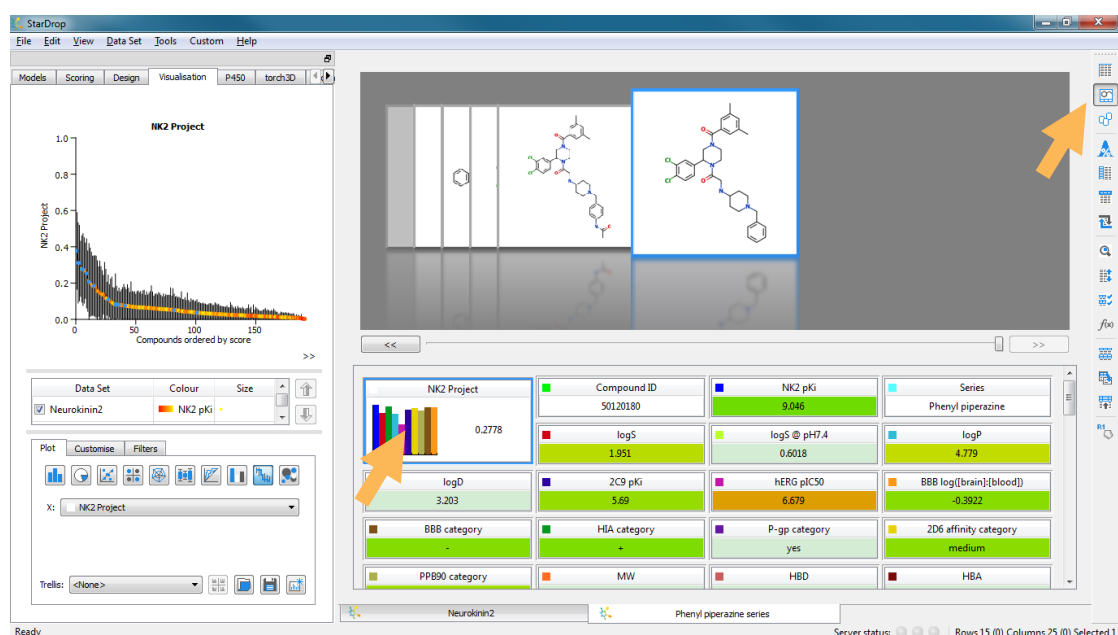 StarDrop
File Edit View Data Set Tools Custom Help
Models Scoring Design Visualisation P450 torch3D
NK2 Project
1.0
0.8
0.6
0.4
0.2
0.0
NK2 Project
0 50 100 150
Compounds ordered by score
>>
Data Set Colour Size
Neurokinin2 NK2 pKi
Plot Customise Filters
X: NK2 Project
Trellis: <None>
<< >>
NK2 Project
0.2778
Compound ID
50120180
NK2 pKi
9.046
Series
Phenyl piperazine
logS
1.951
logS @ pH7.4
0.6018
logP
4.779
logD
3.203
2C9 pKi
5.69
hERG pIC50
6.679
BBB log([brain]:[blood])
-0.3922
BBB category
-
HIA category
+
P-gp category
yes
2D6 affinity category
medium
PPB90 category
MW
HBD
HBA
Neurokinin2 Phenyl piperazine series
f(x)
R1
Ready
Server status: Rows 15 (0) Columns 25 (0) Selected 1